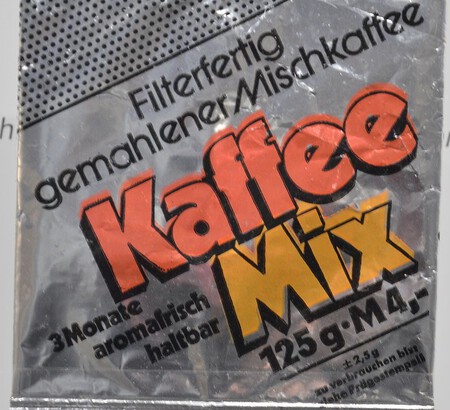 Filterfertig
gemahlener Mischkaffee
Kaffee
Mix
3 Monate
aromafrisch
haltbar
125 g·M 4,-
± 2,5 g
zu verbrauchen bis:
siehe Prägestempel